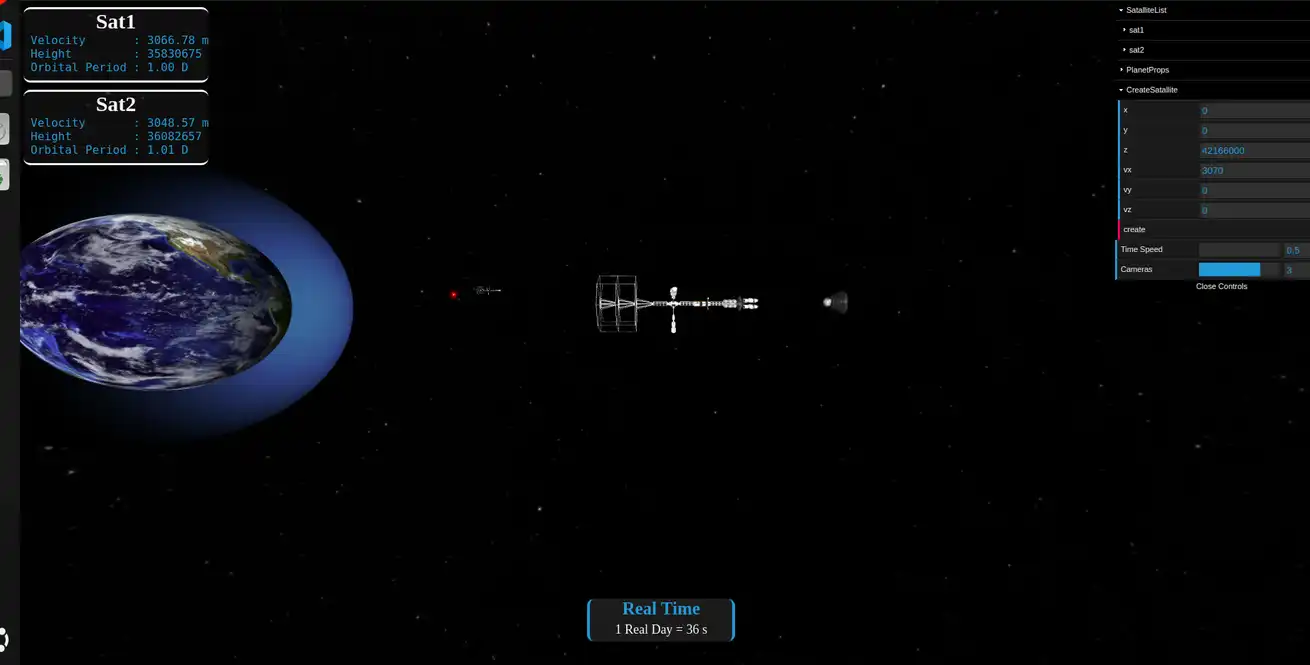 Sat1
Velocity : 3066.78 m
Height : 35830675
Orbital Period : 1.00 D
Sat2
Velocity : 3048.57 m
Height : 36082657
Orbital Period : 1.01 D
SatalliteList
sat1
sat2
PlanetProps
CreateSatallite
x 0
y 0
z 42166000
vx 3070
vy 0
vz 0
create
Time Speed 0.5
Cameras 3
Close Controls
Real Time
1 Real Day = 36 s